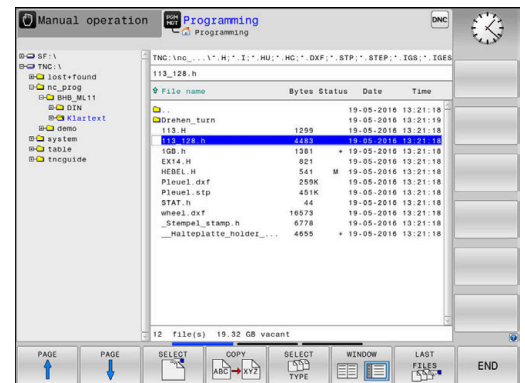 Manual operation
PGM MGT
Programming
Programming
DNC
SF:\
TNC:\
lost+found
nc_prog
BHB_ML11
DIN
Klartext
demo
system
table
tncguide
TNC:\nc_...\*.H;*.I;*.HU;*.HC;*.DXF;*.STP;*.STEP;*.IGS;*.IGES
113_128.h
File name Bytes Status Date Time
.. 19-05-2016 13:21:18
Drehen_turn 19-05-2016 13:21:19
113.H 1299 19-05-2016 13:21:18
113_128.h 4483 19-05-2016 13:21:18
1GB.h 1381 + 19-05-2016 13:21:18
EX14.H 821 19-05-2016 13:21:18
HEBEL.H 541 M 19-05-2016 13:21:18
Pleuel.dxf 259K 19-05-2016 13:21:18
Pleuel.stp 451K 19-05-2016 13:21:18
STAT.h 44 19-05-2016 13:21:18
wheel.dxf 16573 19-05-2016 13:21:18
_Stempel_stamp.h 6778 19-05-2016 13:21:18
__Halteplatte_holder_... 4655 + 19-05-2016 13:21:18
12 file(s) 19.32 GB vacant
PAGE
PAGE
SELECT
COPY
ABC XYZ
SELECT
TYPE
WINDOW
LAST
FILES
END